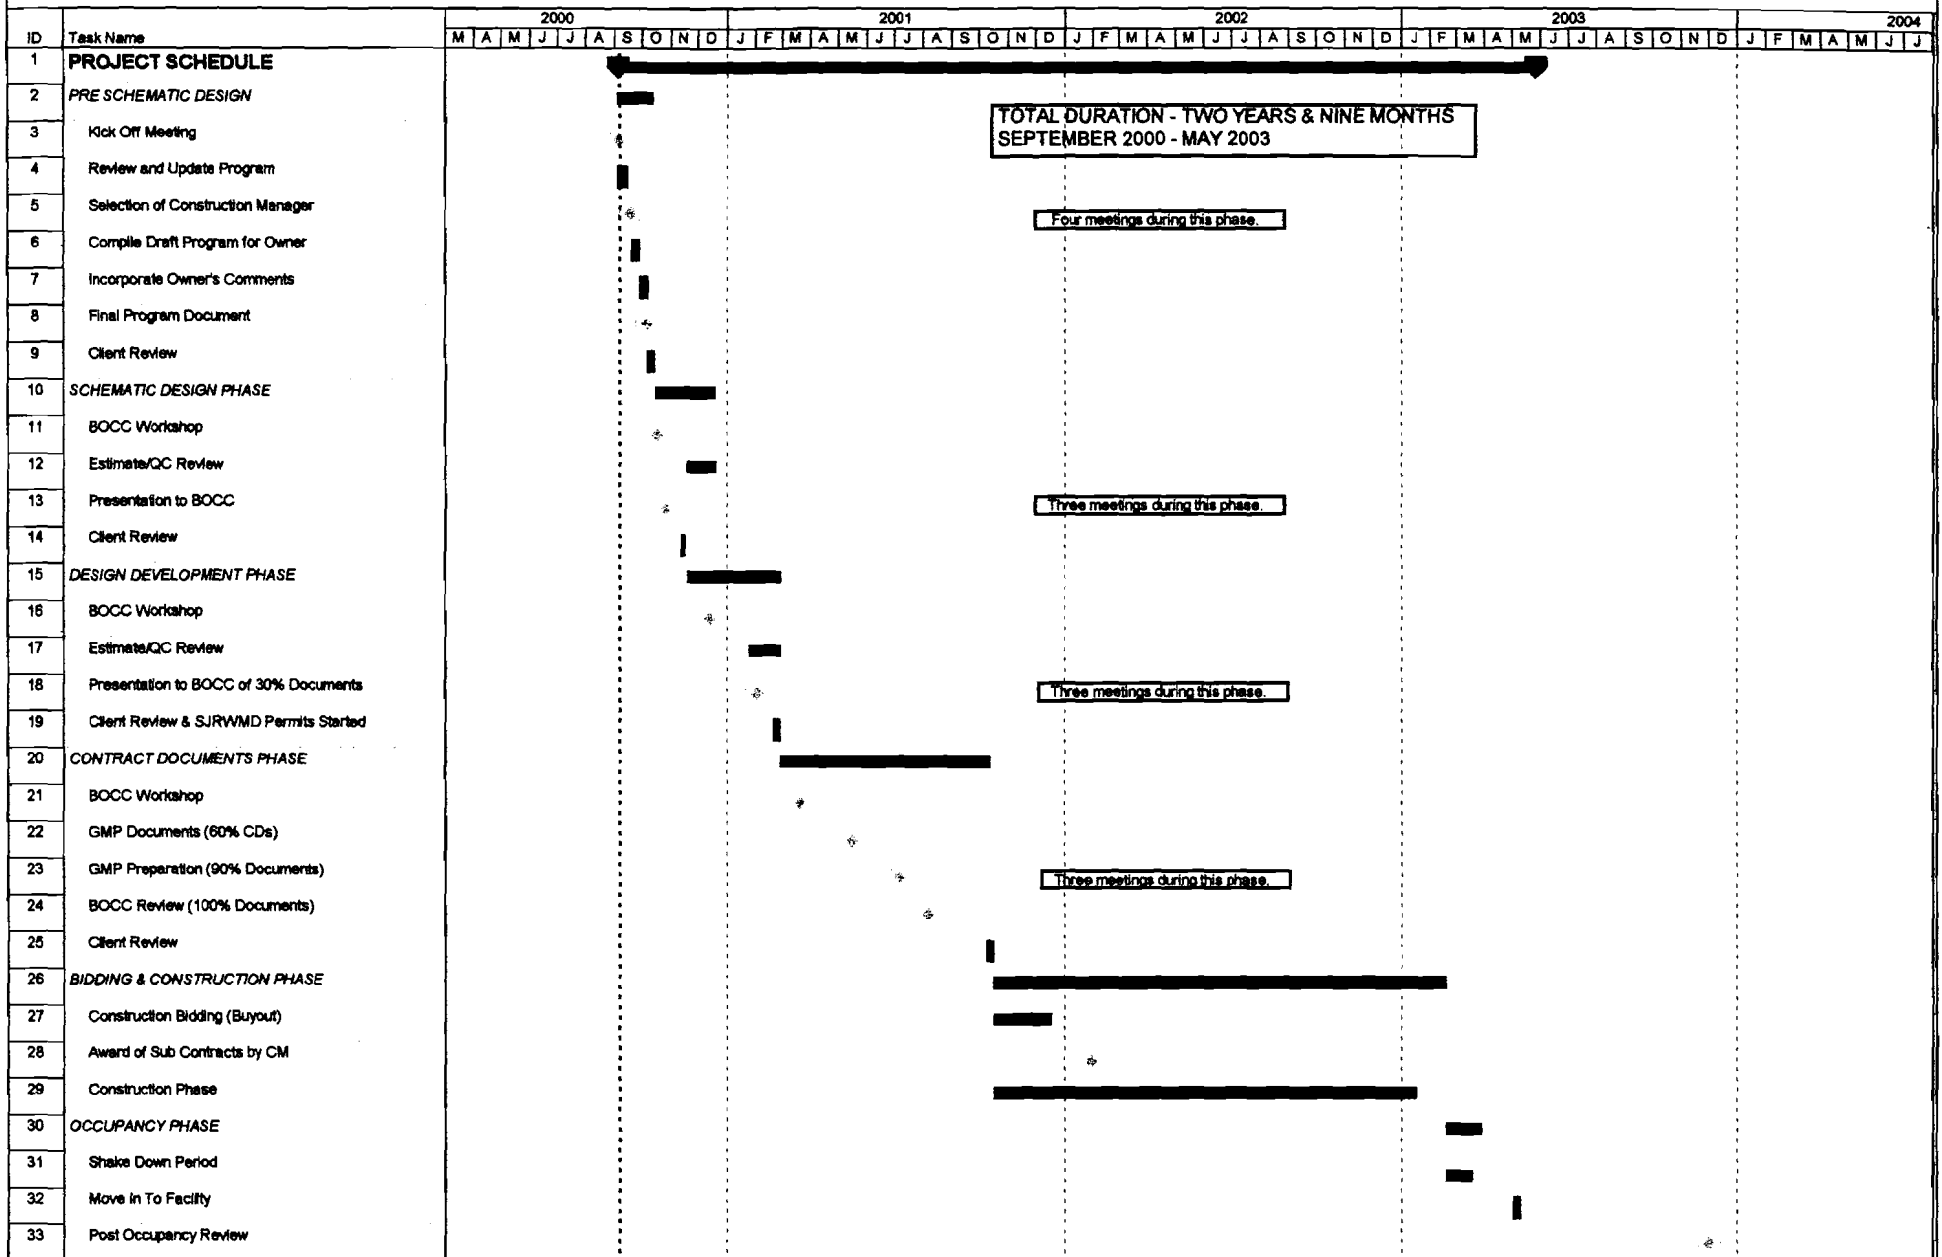 2000 2001 2002 2003 2004
ID Task Name M A M J J A S O N D J F M A M J J A S O N D J F M A M J J A S O N D J F M A M J J A S O N D J F M A M J J
1 PROJECT SCHEDULE
2 PRE SCHEMATIC DESIGN
TOTAL DURATION - TWO YEARS & NINE MONTHS
SEPTEMBER 2000 - MAY 2003
3 Kick Off Meeting
4 Review and Update Program
5 Selection of Construction Manager
Four meetings during this phase.
6 Compile Draft Program for Owner
7 Incorporate Owner's Comments
8 Final Program Document
9 Client Review
10 SCHEMATIC DESIGN PHASE
11 BOCC Workshop
12 Estimate/QC Review
13 Presentation to BOCC
Three meetings during this phase.
14 Client Review
15 DESIGN DEVELOPMENT PHASE
16 BOCC Workshop
17 Estimate/QC Review
18 Presentation to BOCC of 30% Documents
Three meetings during this phase.
19 Client Review & SJRWMD Permits Started
20 CONTRACT DOCUMENTS PHASE
21 BOCC Workshop
22 GMP Documents (60% CDs)
23 GMP Preparation (90% Documents)
Three meetings during this phase.
24 BOCC Review (100% Documents)
25 Client Review
26 BIDDING & CONSTRUCTION PHASE
27 Construction Bidding (Buyout)
28 Award of Sub Contracts by CM
29 Construction Phase
30 OCCUPANCY PHASE
31 Shake Down Period
32 Move In To Facility
33 Post Occupancy Review